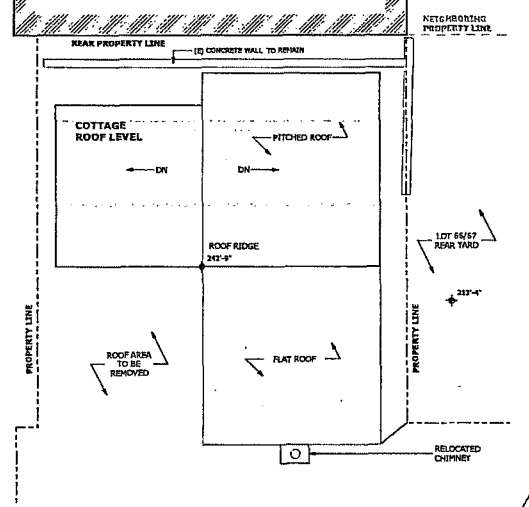 NEIGHBORING
PROPERTY LINE
REAR PROPERTY LINE
(E) CONCRETE WALL TO REMAIN
COTTAGE
ROOF LEVEL
PITCHED ROOF
DN
DN
LOT 66/67
REAR YARD
ROOF RIDGE
242'-9"
213'-4"
PROPERTY LINE
PROPERTY LINE
ROOF AREA
TO BE
REMOVED
FLAT ROOF
RELOCATED
CHIMNEY